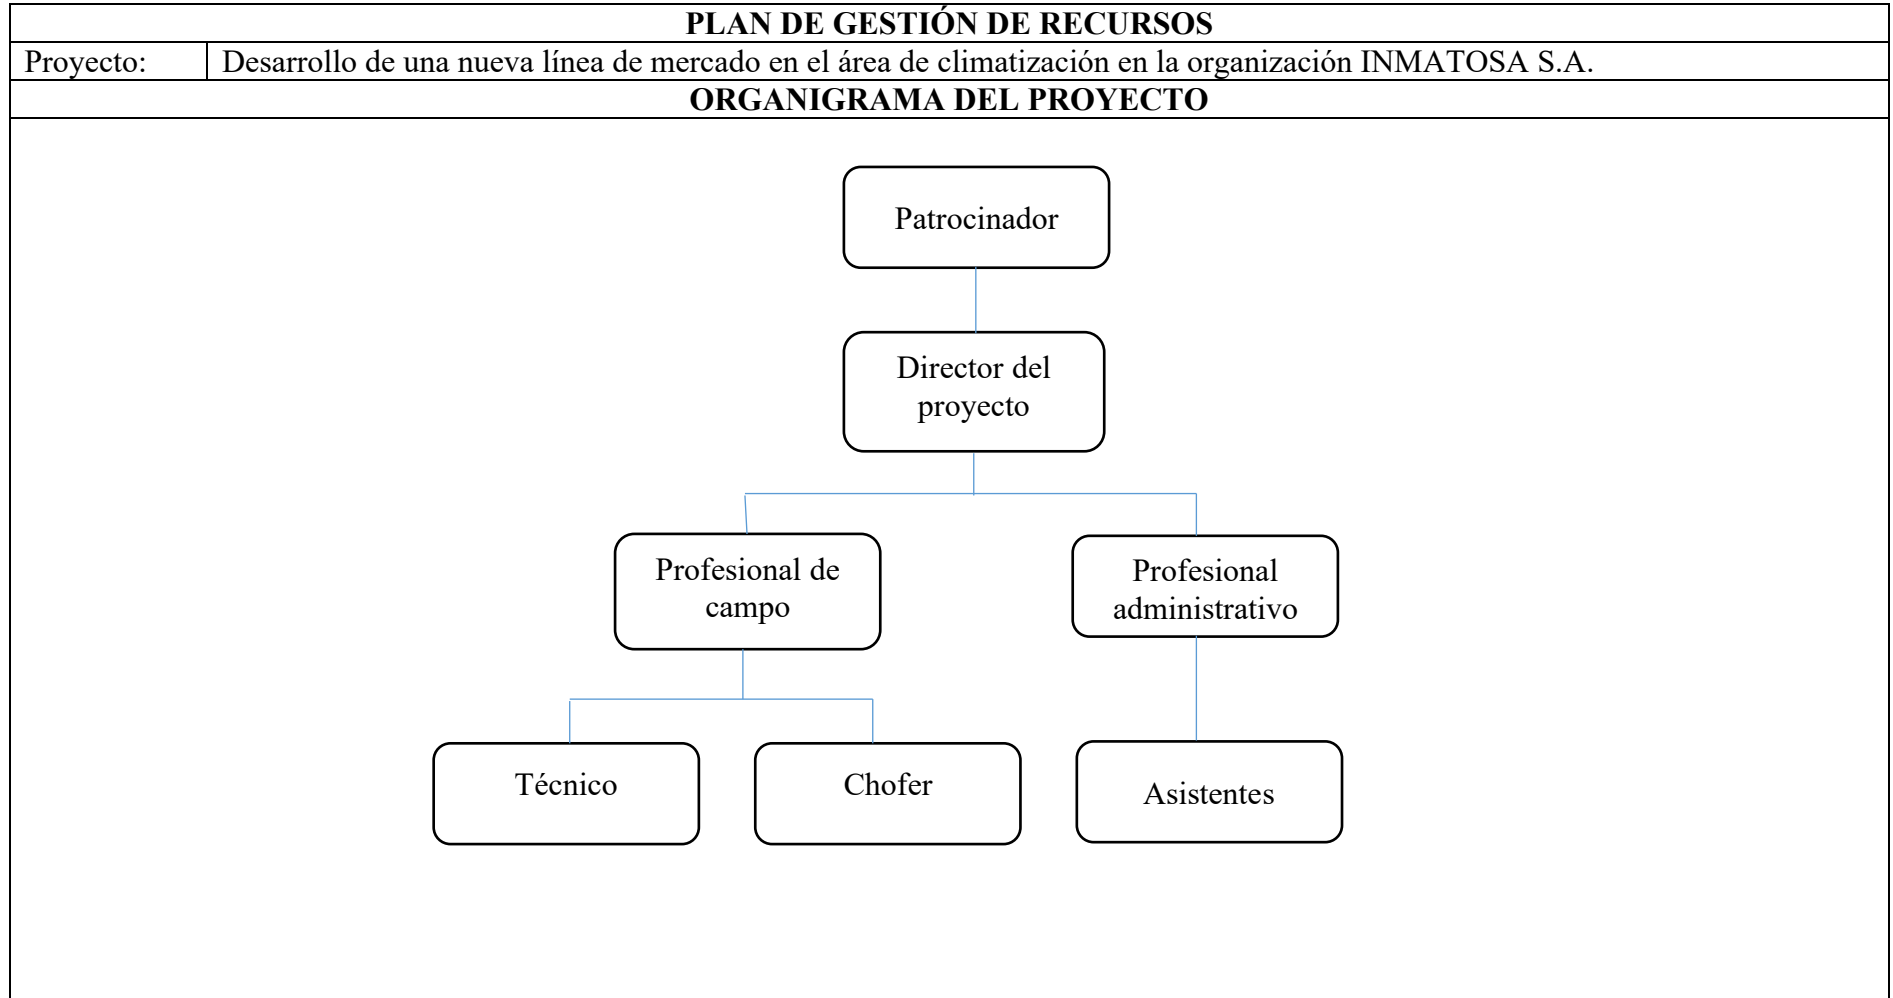 PLAN DE GESTIÓN DE RECURSOS
Proyecto: Desarrollo de una nueva línea de mercado en el área de climatización en la organización INMATOSA S.A.
ORGANIGRAMA DEL PROYECTO
Patrocinador
Director del
proyecto
Profesional de
campo
Profesional
administrativo
Técnico
Chofer
Asistentes